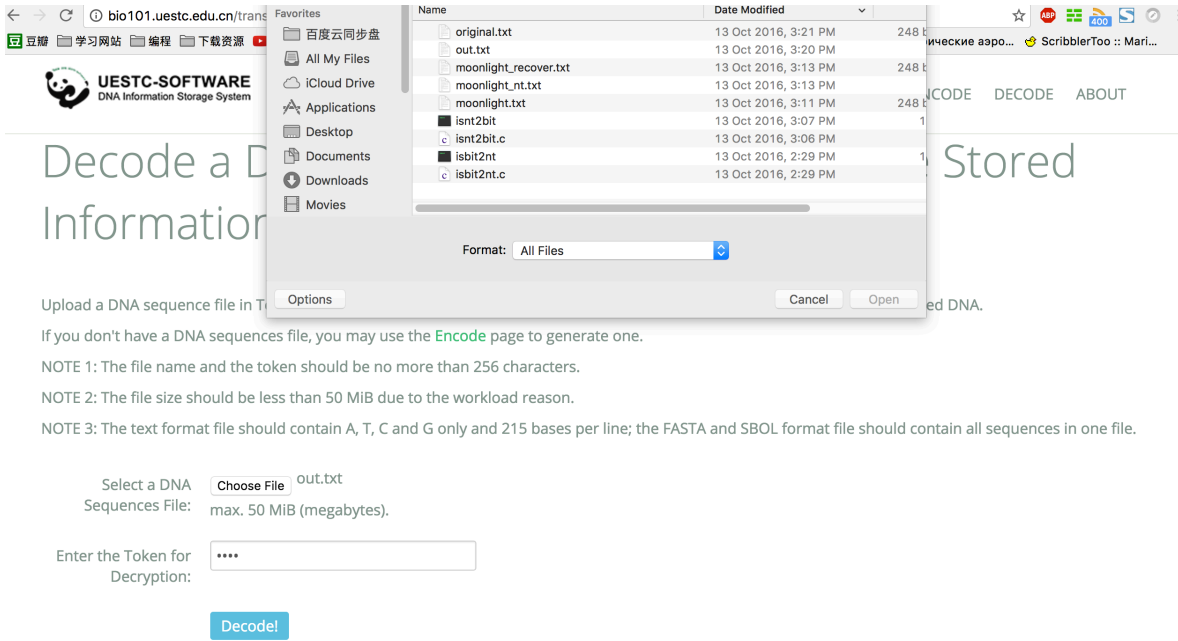 bio101.uestc.edu.cn/trans
ABP
400
豆 豆瓣 学习网站 编程 下载资源
ические аэро... ScribblerToo :: Mari...
Favorites
百度云同步盘
All My Files
iCloud Drive
Applications
Desktop
Documents
Downloads
Movies
Name Date Modified
original.txt 13 Oct 2016, 3:21 PM 248 b
out.txt 13 Oct 2016, 3:20 PM
moonlight_recover.txt 13 Oct 2016, 3:13 PM 248 b
moonlight_nt.txt 13 Oct 2016, 3:13 PM
moonlight.txt 13 Oct 2016, 3:11 PM 248 b
isnt2bit 13 Oct 2016, 3:07 PM 1
isnt2bit.c 13 Oct 2016, 3:06 PM
isbit2nt 13 Oct 2016, 2:29 PM 1
isbit2nt.c 13 Oct 2016, 2:29 PM
Format: All Files
Options Cancel Open
UESTC-SOFTWARE
DNA Information Storage System
NCODE DECODE ABOUT
Decode a D e Stored
Information
Upload a DNA sequence file in Te ed DNA.
If you don't have a DNA sequences file, you may use the Encode page to generate one.
NOTE 1: The file name and the token should be no more than 256 characters.
NOTE 2: The file size should be less than 50 MiB due to the workload reason.
NOTE 3: The text format file should contain A, T, C and G only and 215 bases per line; the FASTA and SBOL format file should contain all sequences in one file.
Select a DNA
Sequences File:
Choose File out.txt
max. 50 MiB (megabytes).
Enter the Token for
Decryption:
••••
Decode!